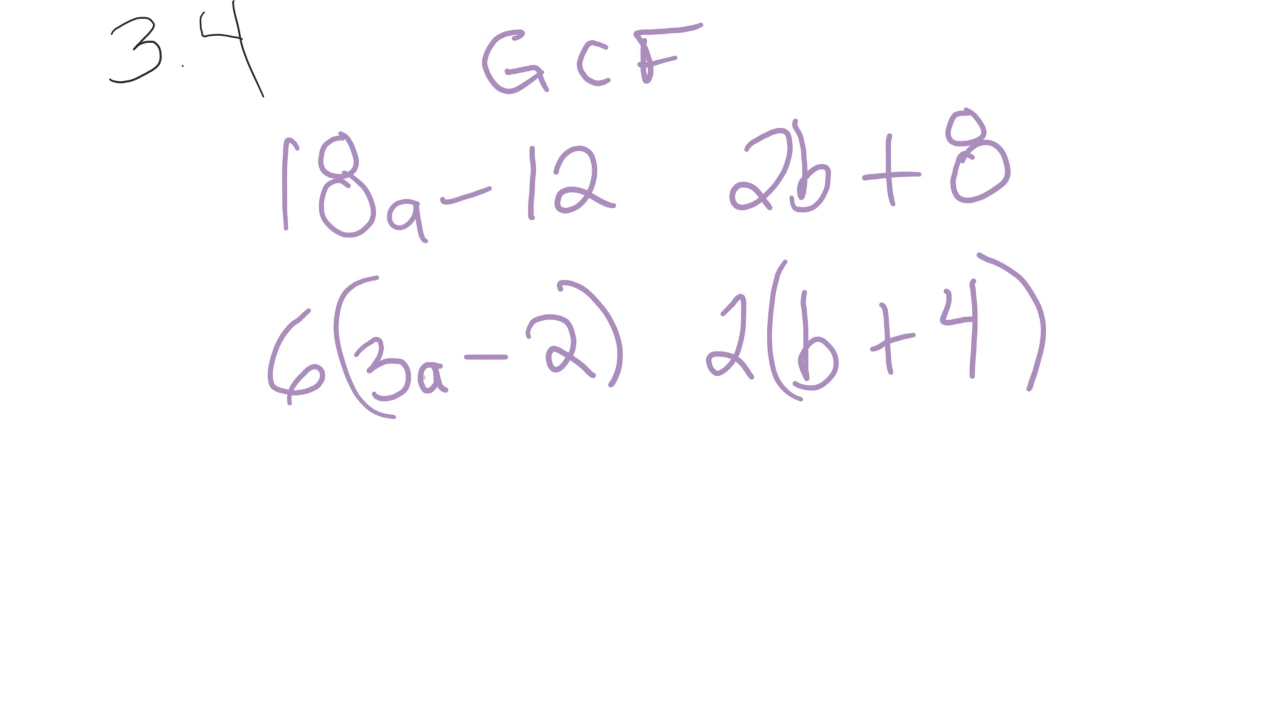 3.4 GCF
18a - 12 2b + 8
6(3a - 2) 2(b + 4)